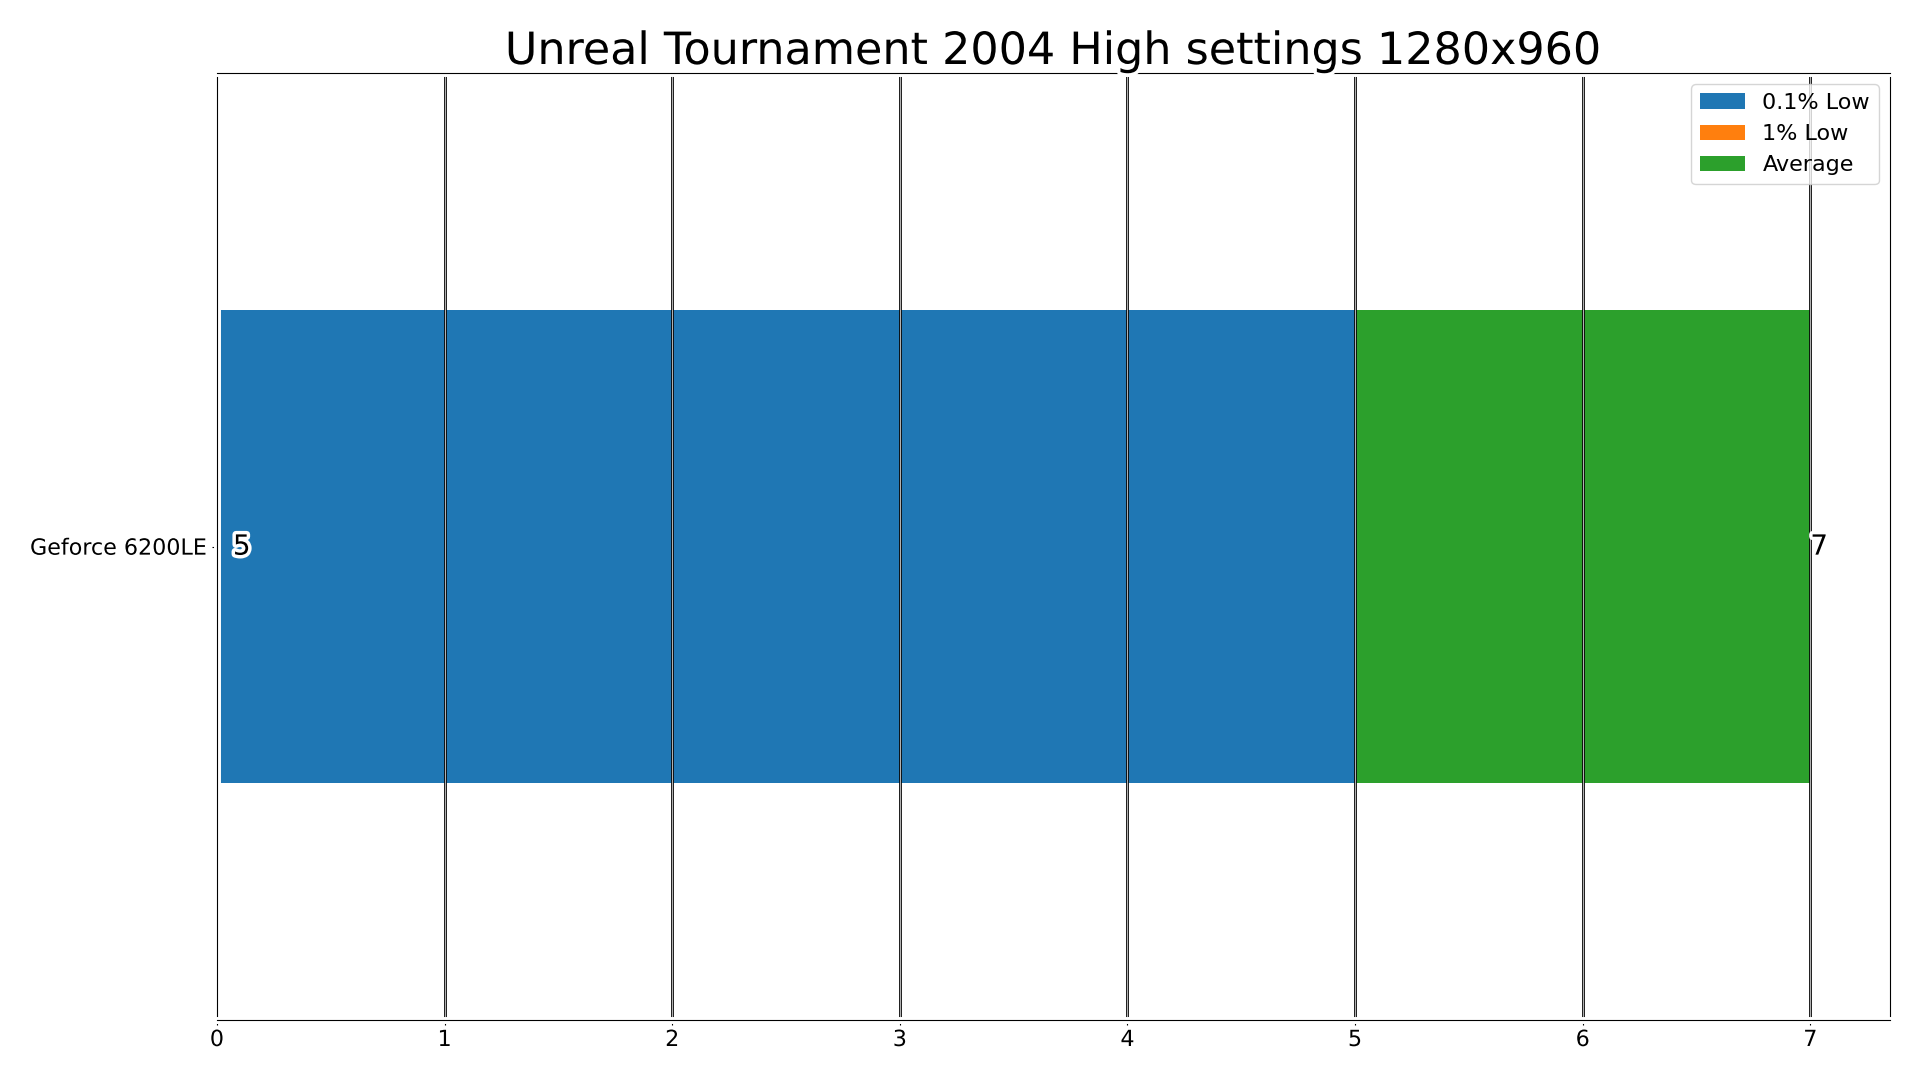 Unreal Tournament 2004 High settings 1280x960
0.1% Low
1% Low
Average
Geforce 6200LE
5
7
0 1 2 3 4 5 6 7